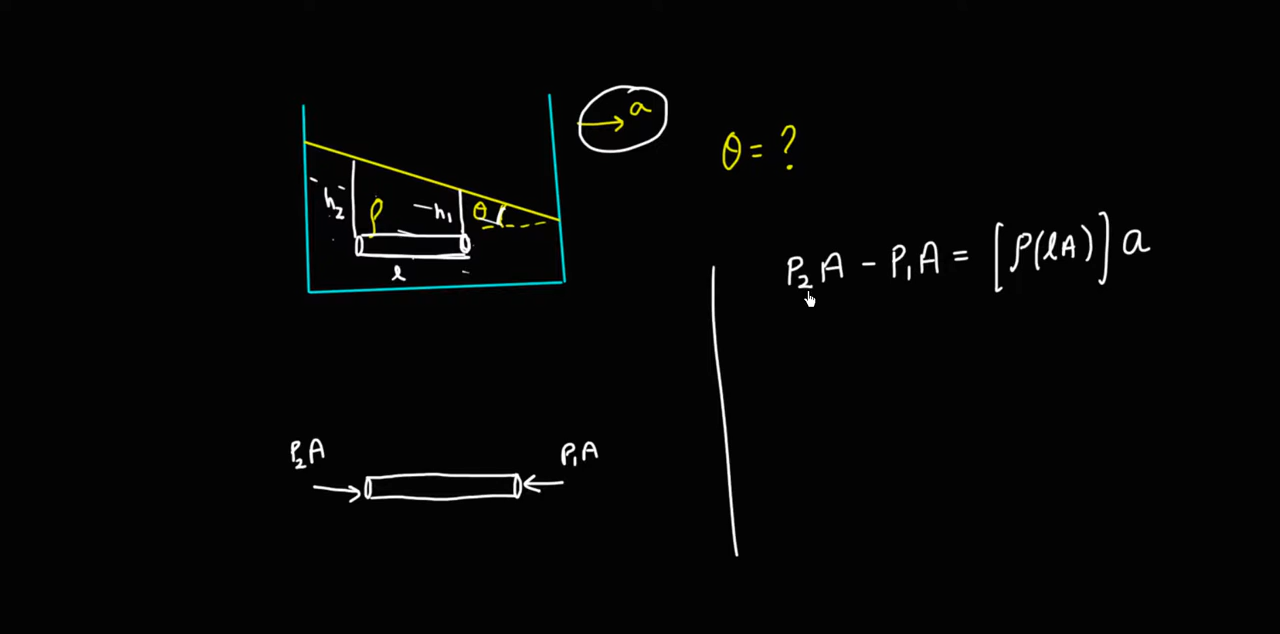 a
θ = ?
h₂
ρ
h₁
θ
l
P₂A - P₁A = [ρ(lA)] a
P₂A
P₁A